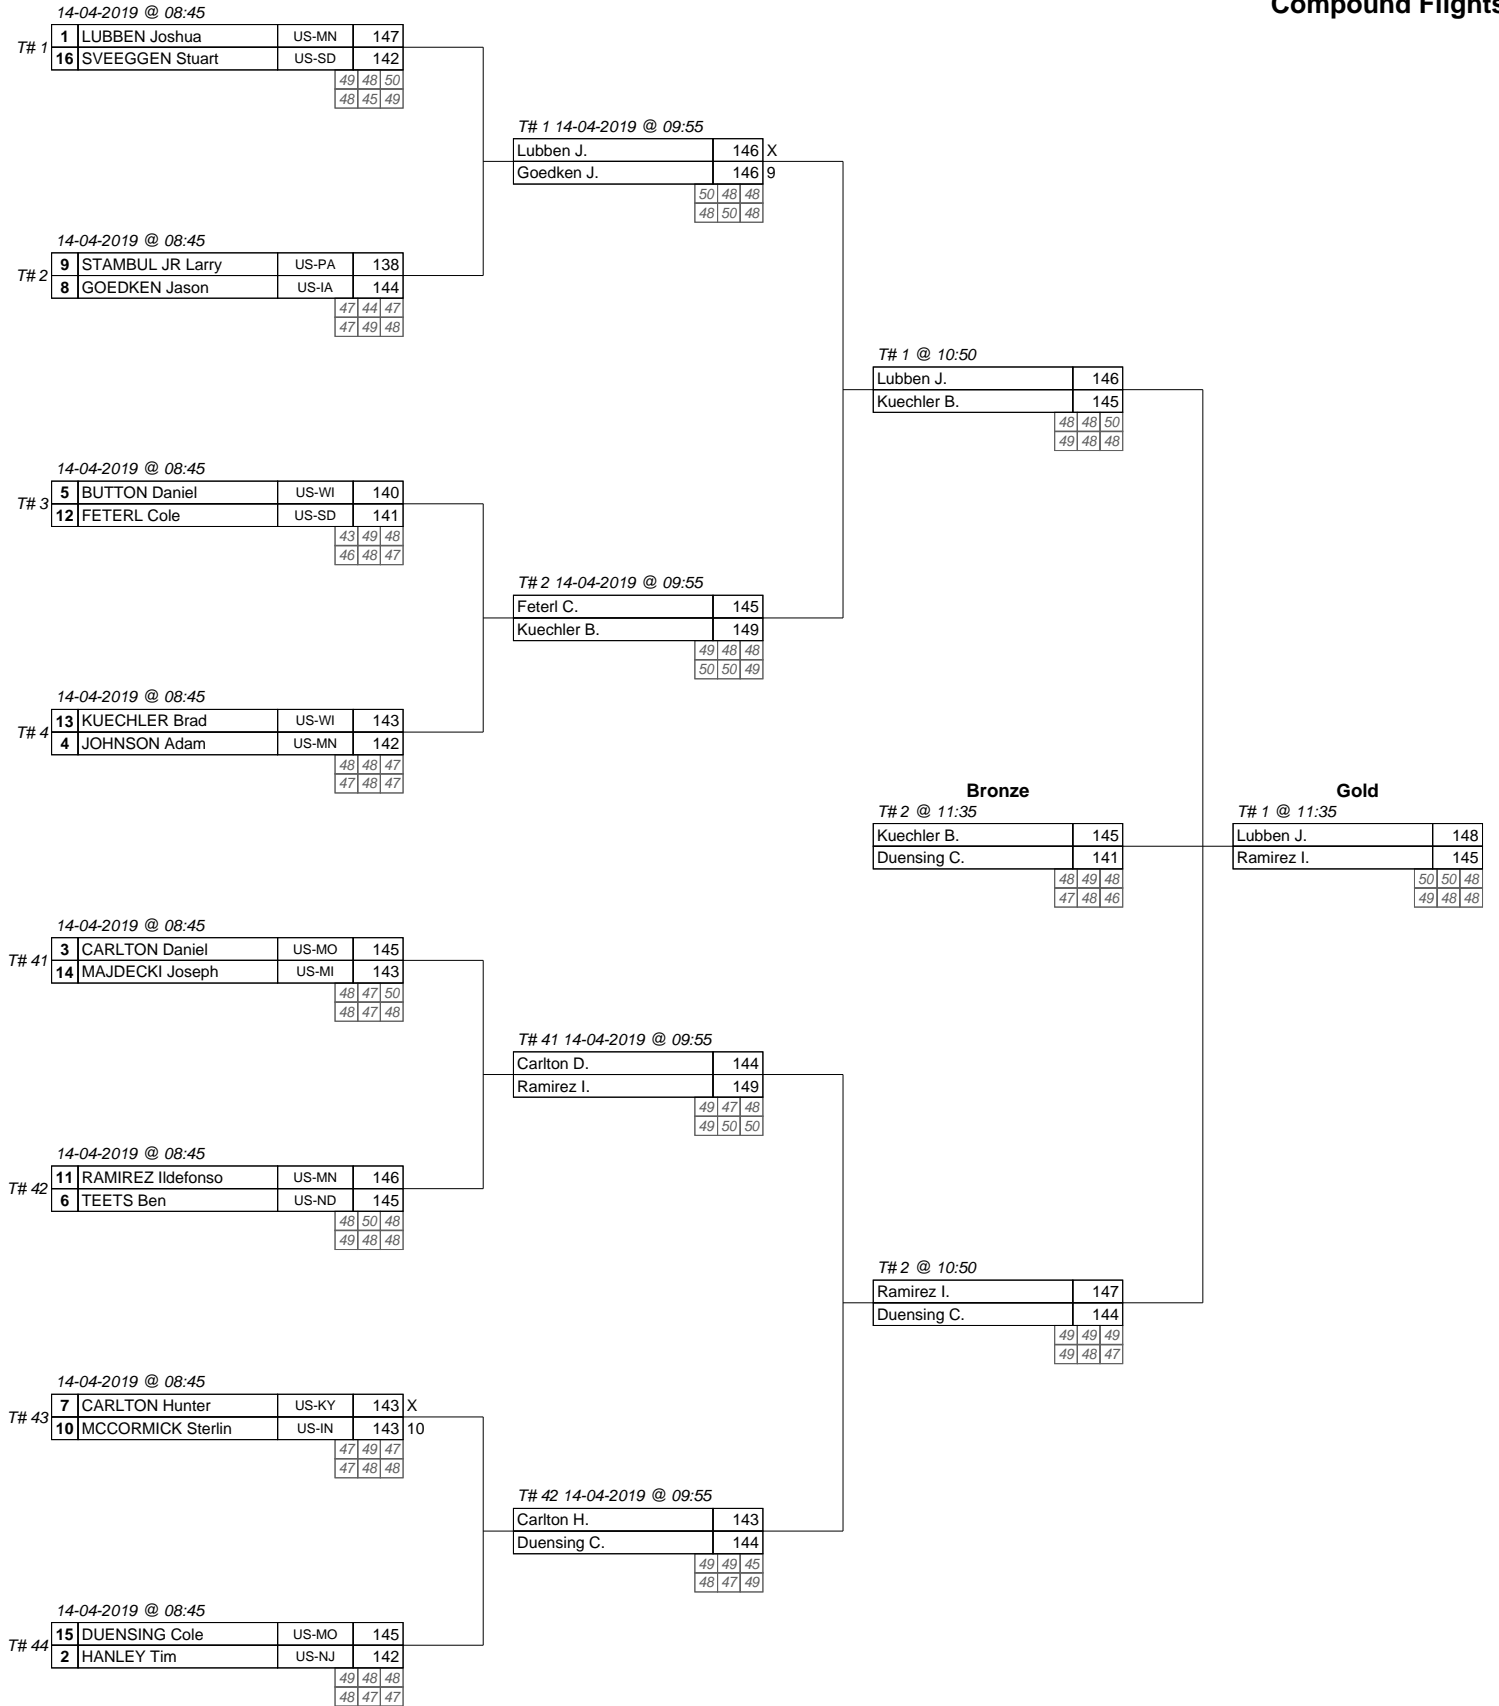 Compound Flights
14-04-2019 @ 08:45
T# 1
1 LUBBEN Joshua US-MN 147
16 SVEEGGEN Stuart US-SD 142
49 48 50
48 45 49
T# 1 14-04-2019 @ 09:55
Lubben J. 146 X
Goedken J. 146 9
50 48 48
48 50 48
14-04-2019 @ 08:45
T# 2
9 STAMBUL JR Larry US-PA 138
8 GOEDKEN Jason US-IA 144
47 44 47
47 49 48
T# 1 @ 10:50
Lubben J. 146
Kuechler B. 145
48 48 50
49 48 48
14-04-2019 @ 08:45
T# 3
5 BUTTON Daniel US-WI 140
12 FETERL Cole US-SD 141
43 49 48
46 48 47
T# 2 14-04-2019 @ 09:55
Feterl C. 145
Kuechler B. 149
49 48 48
50 50 49
14-04-2019 @ 08:45
T# 4
13 KUECHLER Brad US-WI 143
4 JOHNSON Adam US-MN 142
48 48 47
47 48 47
Bronze
T# 2 @ 11:35
Kuechler B. 145
Duensing C. 141
48 49 48
47 48 46
Gold
T# 1 @ 11:35
Lubben J. 148
Ramirez I. 145
50 50 48
49 48 48
14-04-2019 @ 08:45
T# 41
3 CARLTON Daniel US-MO 145
14 MAJDECKI Joseph US-MI 143
48 47 50
48 47 48
T# 41 14-04-2019 @ 09:55
Carlton D. 144
Ramirez I. 149
49 47 48
49 50 50
14-04-2019 @ 08:45
T# 42
11 RAMIREZ Ildefonso US-MN 146
6 TEETS Ben US-ND 145
48 50 48
49 48 48
T# 2 @ 10:50
Ramirez I. 147
Duensing C. 144
49 49 49
49 48 47
14-04-2019 @ 08:45
T# 43
7 CARLTON Hunter US-KY 143 X
10 MCCORMICK Sterlin US-IN 143 10
47 49 47
47 48 48
T# 42 14-04-2019 @ 09:55
Carlton H. 143
Duensing C. 144
49 49 45
48 47 49
14-04-2019 @ 08:45
T# 44
15 DUENSING Cole US-MO 145
2 HANLEY Tim US-NJ 142
49 48 48
48 47 47